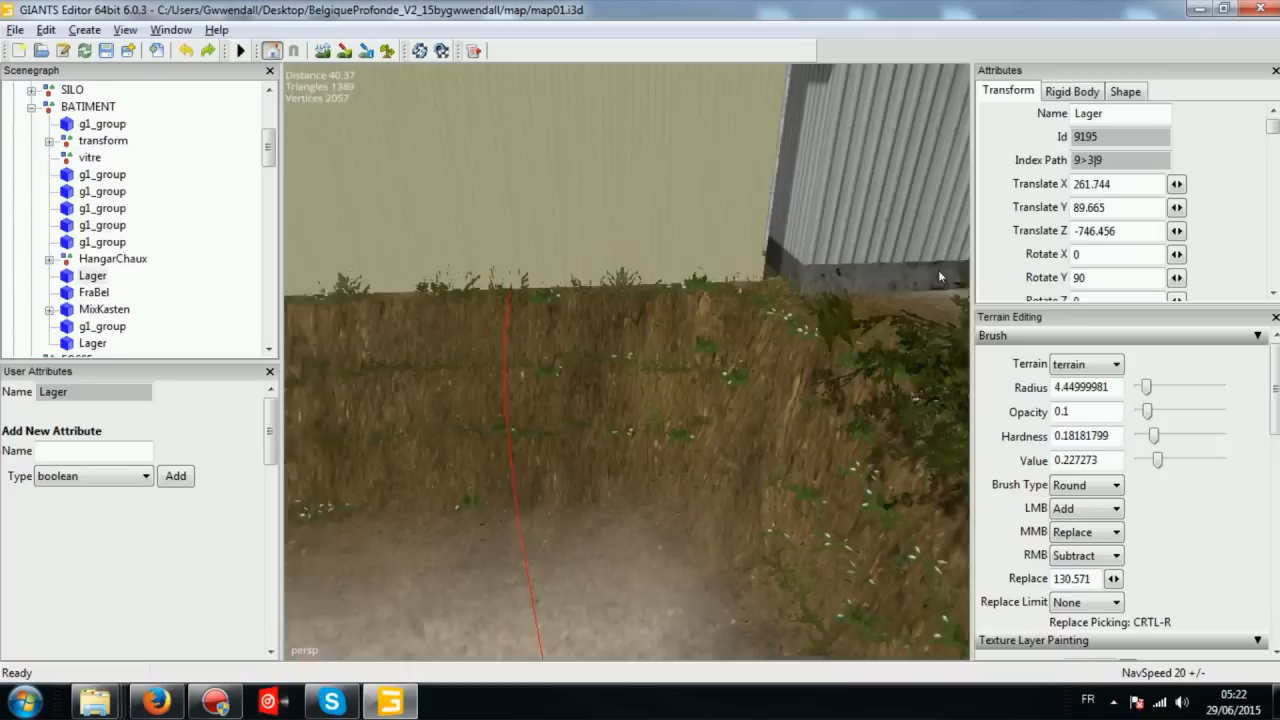 GIANTS Editor 64bit 6.0.3 - C:/Users/Gwwendall/Desktop/BelgiqueProfonde_V2_15bygwwendall/map/map01.i3d
File Edit Create View Window Help
Scenegraph
SILO
BATIMENT
g1_group
transform
vitre
g1_group
g1_group
g1_group
g1_group
g1_group
HangarChaux
Lager
FraBel
MixKasten
g1_group
Lager
User Attributes
Name Lager
Add New Attribute
Name
Type boolean Add
Distance 40.37
Triangles 1389
Vertices 2057
persp
Attributes
Transform Rigid Body Shape
Name Lager
Id 9195
Index Path 9>3|9
Translate X 261.744
Translate Y 89.665
Translate Z -746.456
Rotate X 0
Rotate Y 90
Rotate Z 0
Terrain Editing
Brush
Terrain terrain
Radius 4.44999981
Opacity 0.1
Hardness 0.18181799
Value 0.227273
Brush Type Round
LMB Add
MMB Replace
RMB Subtract
Replace 130.571
Replace Limit None
Replace Picking: CRTL-R
Texture Layer Painting
Ready
NavSpeed 20 +/-
FR
05:22
29/06/2015